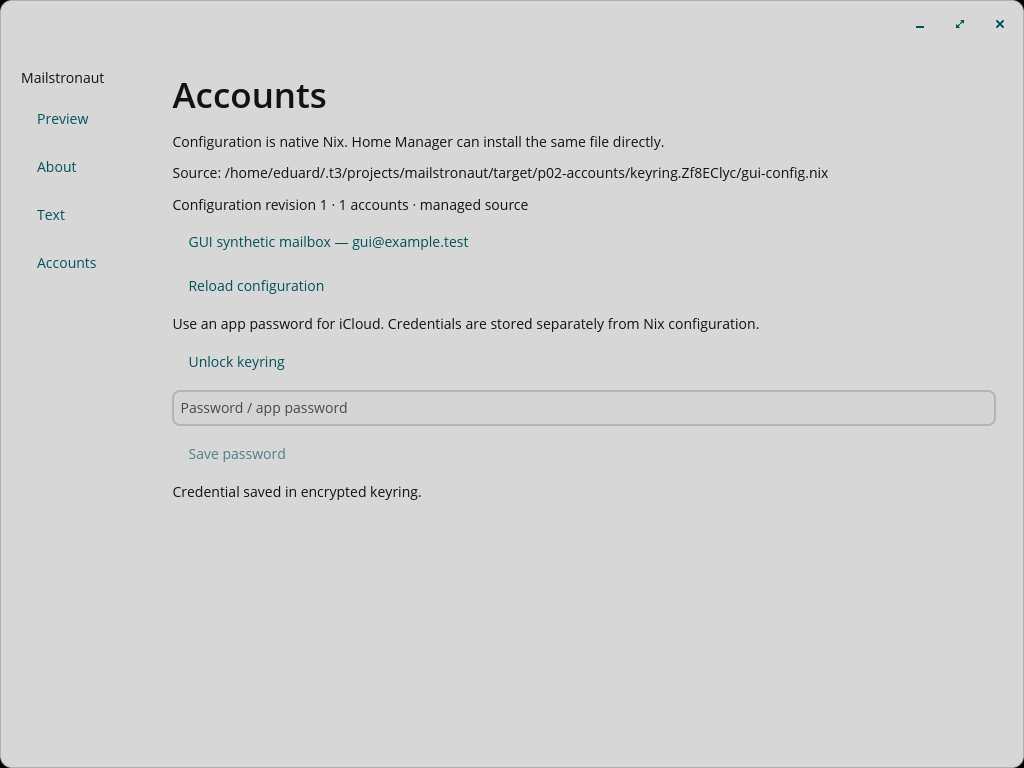 Mailstronaut
Preview
About
Text
Accounts
Accounts
Configuration is native Nix. Home Manager can install the same file directly.
Source: /home/eduard/.t3/projects/mailstronaut/target/p02-accounts/keyring.Zf8EClyc/gui-config.nix
Configuration revision 1 · 1 accounts · managed source
GUI synthetic mailbox — gui@example.test
Reload configuration
Use an app password for iCloud. Credentials are stored separately from Nix configuration.
Unlock keyring
Password / app password
Save password
Credential saved in encrypted keyring.